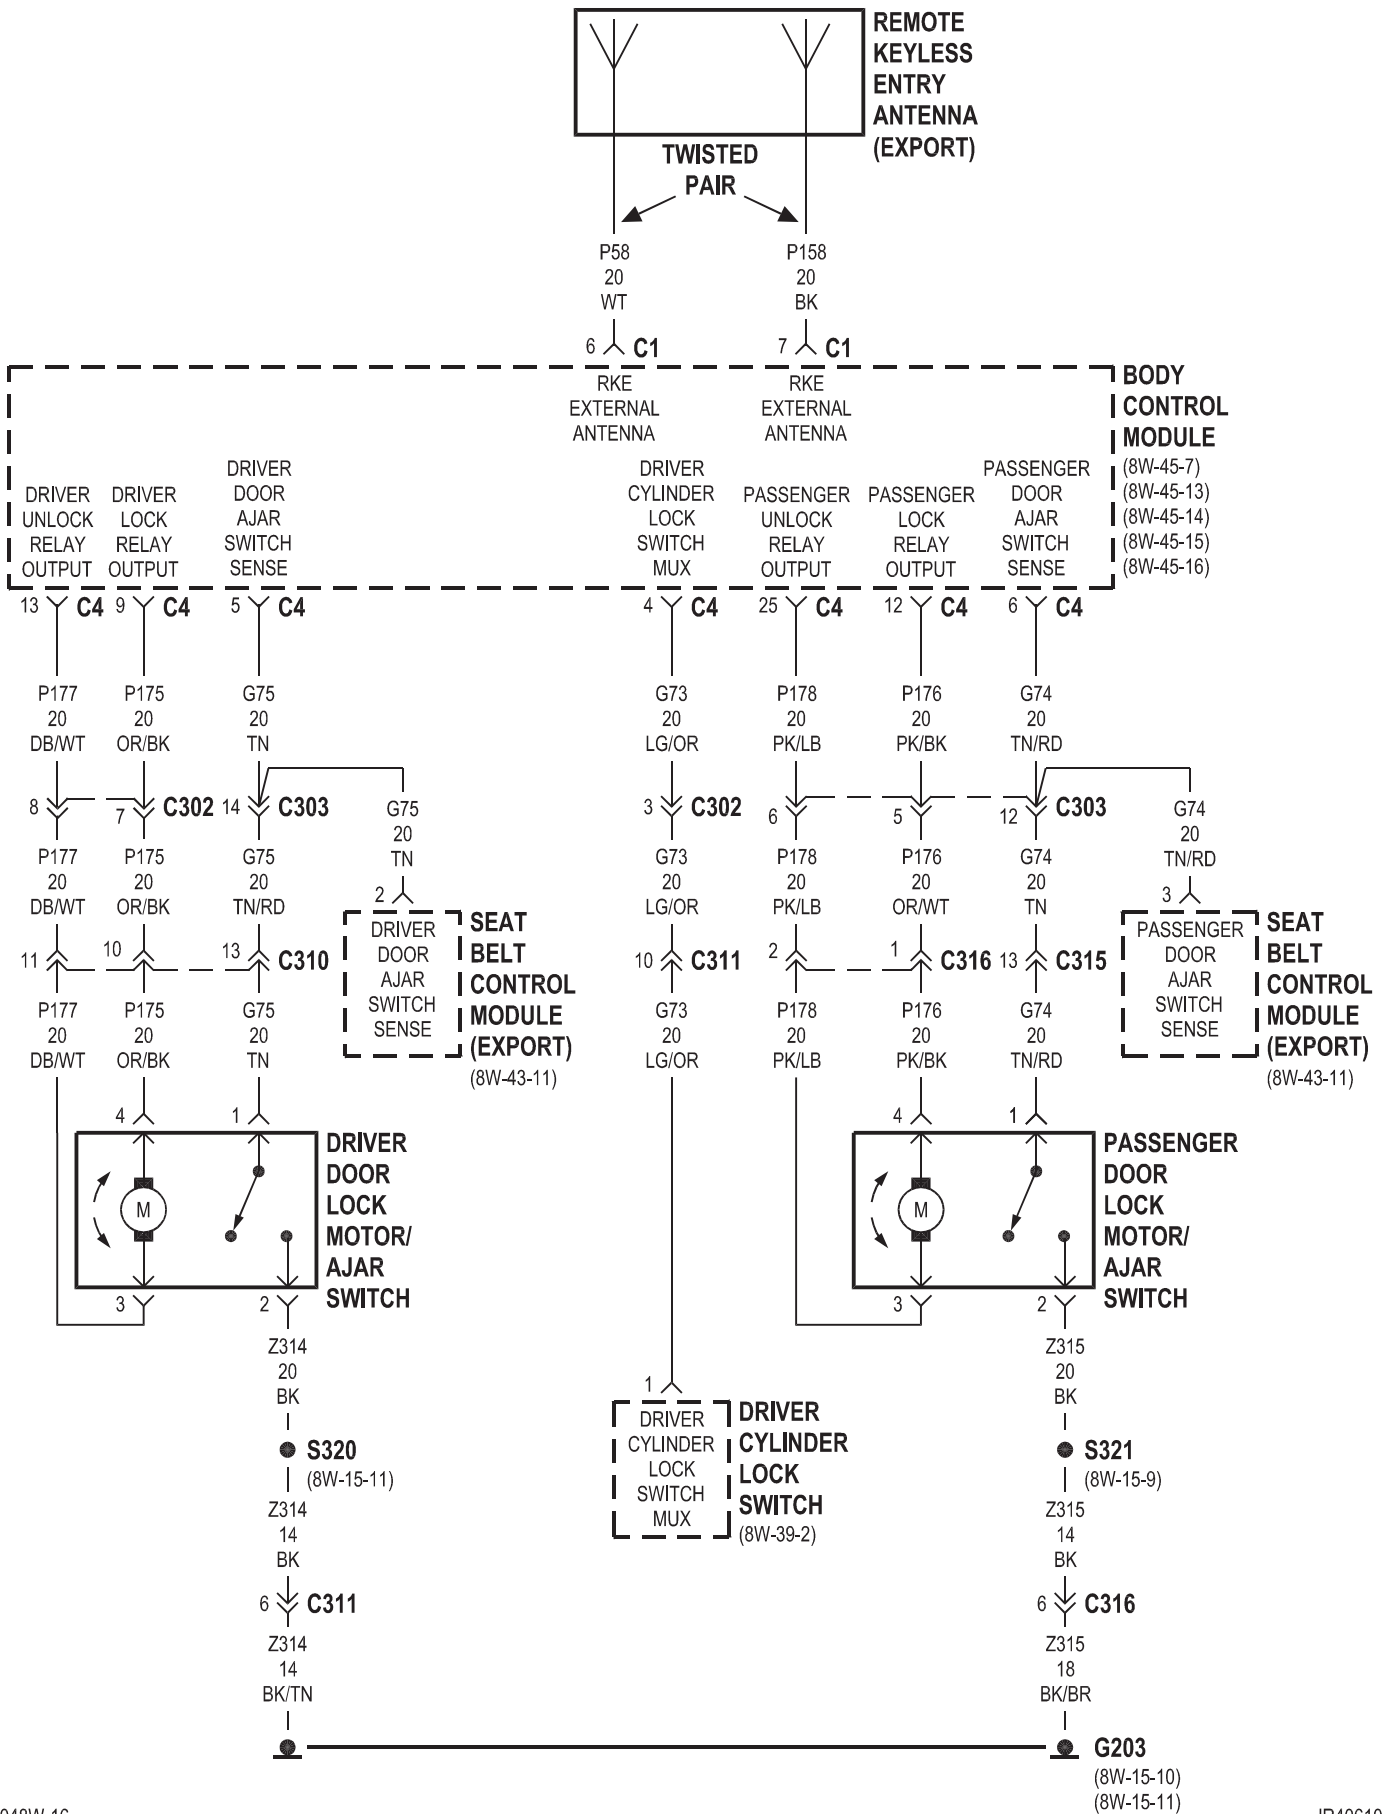 REMOTE
KEYLESS
ENTRY
ANTENNA
(EXPORT)
TWISTED
PAIR
P58
20
WT
P158
20
BK
6 C1
7 C1
RKE
EXTERNAL
ANTENNA
RKE
EXTERNAL
ANTENNA
BODY
CONTROL
MODULE
(8W-45-7)
(8W-45-13)
(8W-45-14)
(8W-45-15)
(8W-45-16)
DRIVER
UNLOCK
RELAY
OUTPUT
DRIVER
LOCK
RELAY
OUTPUT
DRIVER
DOOR
AJAR
SWITCH
SENSE
DRIVER
CYLINDER
LOCK
SWITCH
MUX
PASSENGER
UNLOCK
RELAY
OUTPUT
PASSENGER
LOCK
RELAY
OUTPUT
PASSENGER
DOOR
AJAR
SWITCH
SENSE
13 C4
9 C4
5 C4
4 C4
25 C4
12 C4
6 C4
P177
20
DB/WT
P175
20
OR/BK
G75
20
TN
G73
20
LG/OR
P178
20
PK/LB
P176
20
PK/BK
G74
20
TN/RD
8
7 C302
14 C303
G75
20
TN
3 C302
6
5
12 C303
G74
20
TN/RD
P177
20
DB/WT
P175
20
OR/BK
G75
20
TN/RD
G73
20
LG/OR
P178
20
PK/LB
P176
20
OR/WT
G74
20
TN
2
DRIVER
DOOR
AJAR
SWITCH
SENSE
SEAT
BELT
CONTROL
MODULE
(EXPORT)
(8W-43-11)
3
PASSENGER
DOOR
AJAR
SWITCH
SENSE
SEAT
BELT
CONTROL
MODULE
(EXPORT)
(8W-43-11)
11
10
13 C310
10 C311
2
1 C316
13 C315
P177
20
DB/WT
P175
20
OR/BK
G75
20
TN
G73
20
LG/OR
P178
20
PK/LB
P176
20
PK/BK
G74
20
TN/RD
4
1
4
1
M
DRIVER
DOOR
LOCK
MOTOR/
AJAR
SWITCH
M
PASSENGER
DOOR
LOCK
MOTOR/
AJAR
SWITCH
3
2
3
2
Z314
20
BK
Z315
20
BK
1
DRIVER
CYLINDER
LOCK
SWITCH
MUX
DRIVER
CYLINDER
LOCK
SWITCH
(8W-39-2)
S320
(8W-15-11)
S321
(8W-15-9)
Z314
14
BK
Z315
14
BK
6 C311
6 C316
Z314
14
BK/TN
Z315
18
BK/BR
G203
(8W-15-10)
(8W-15-11)